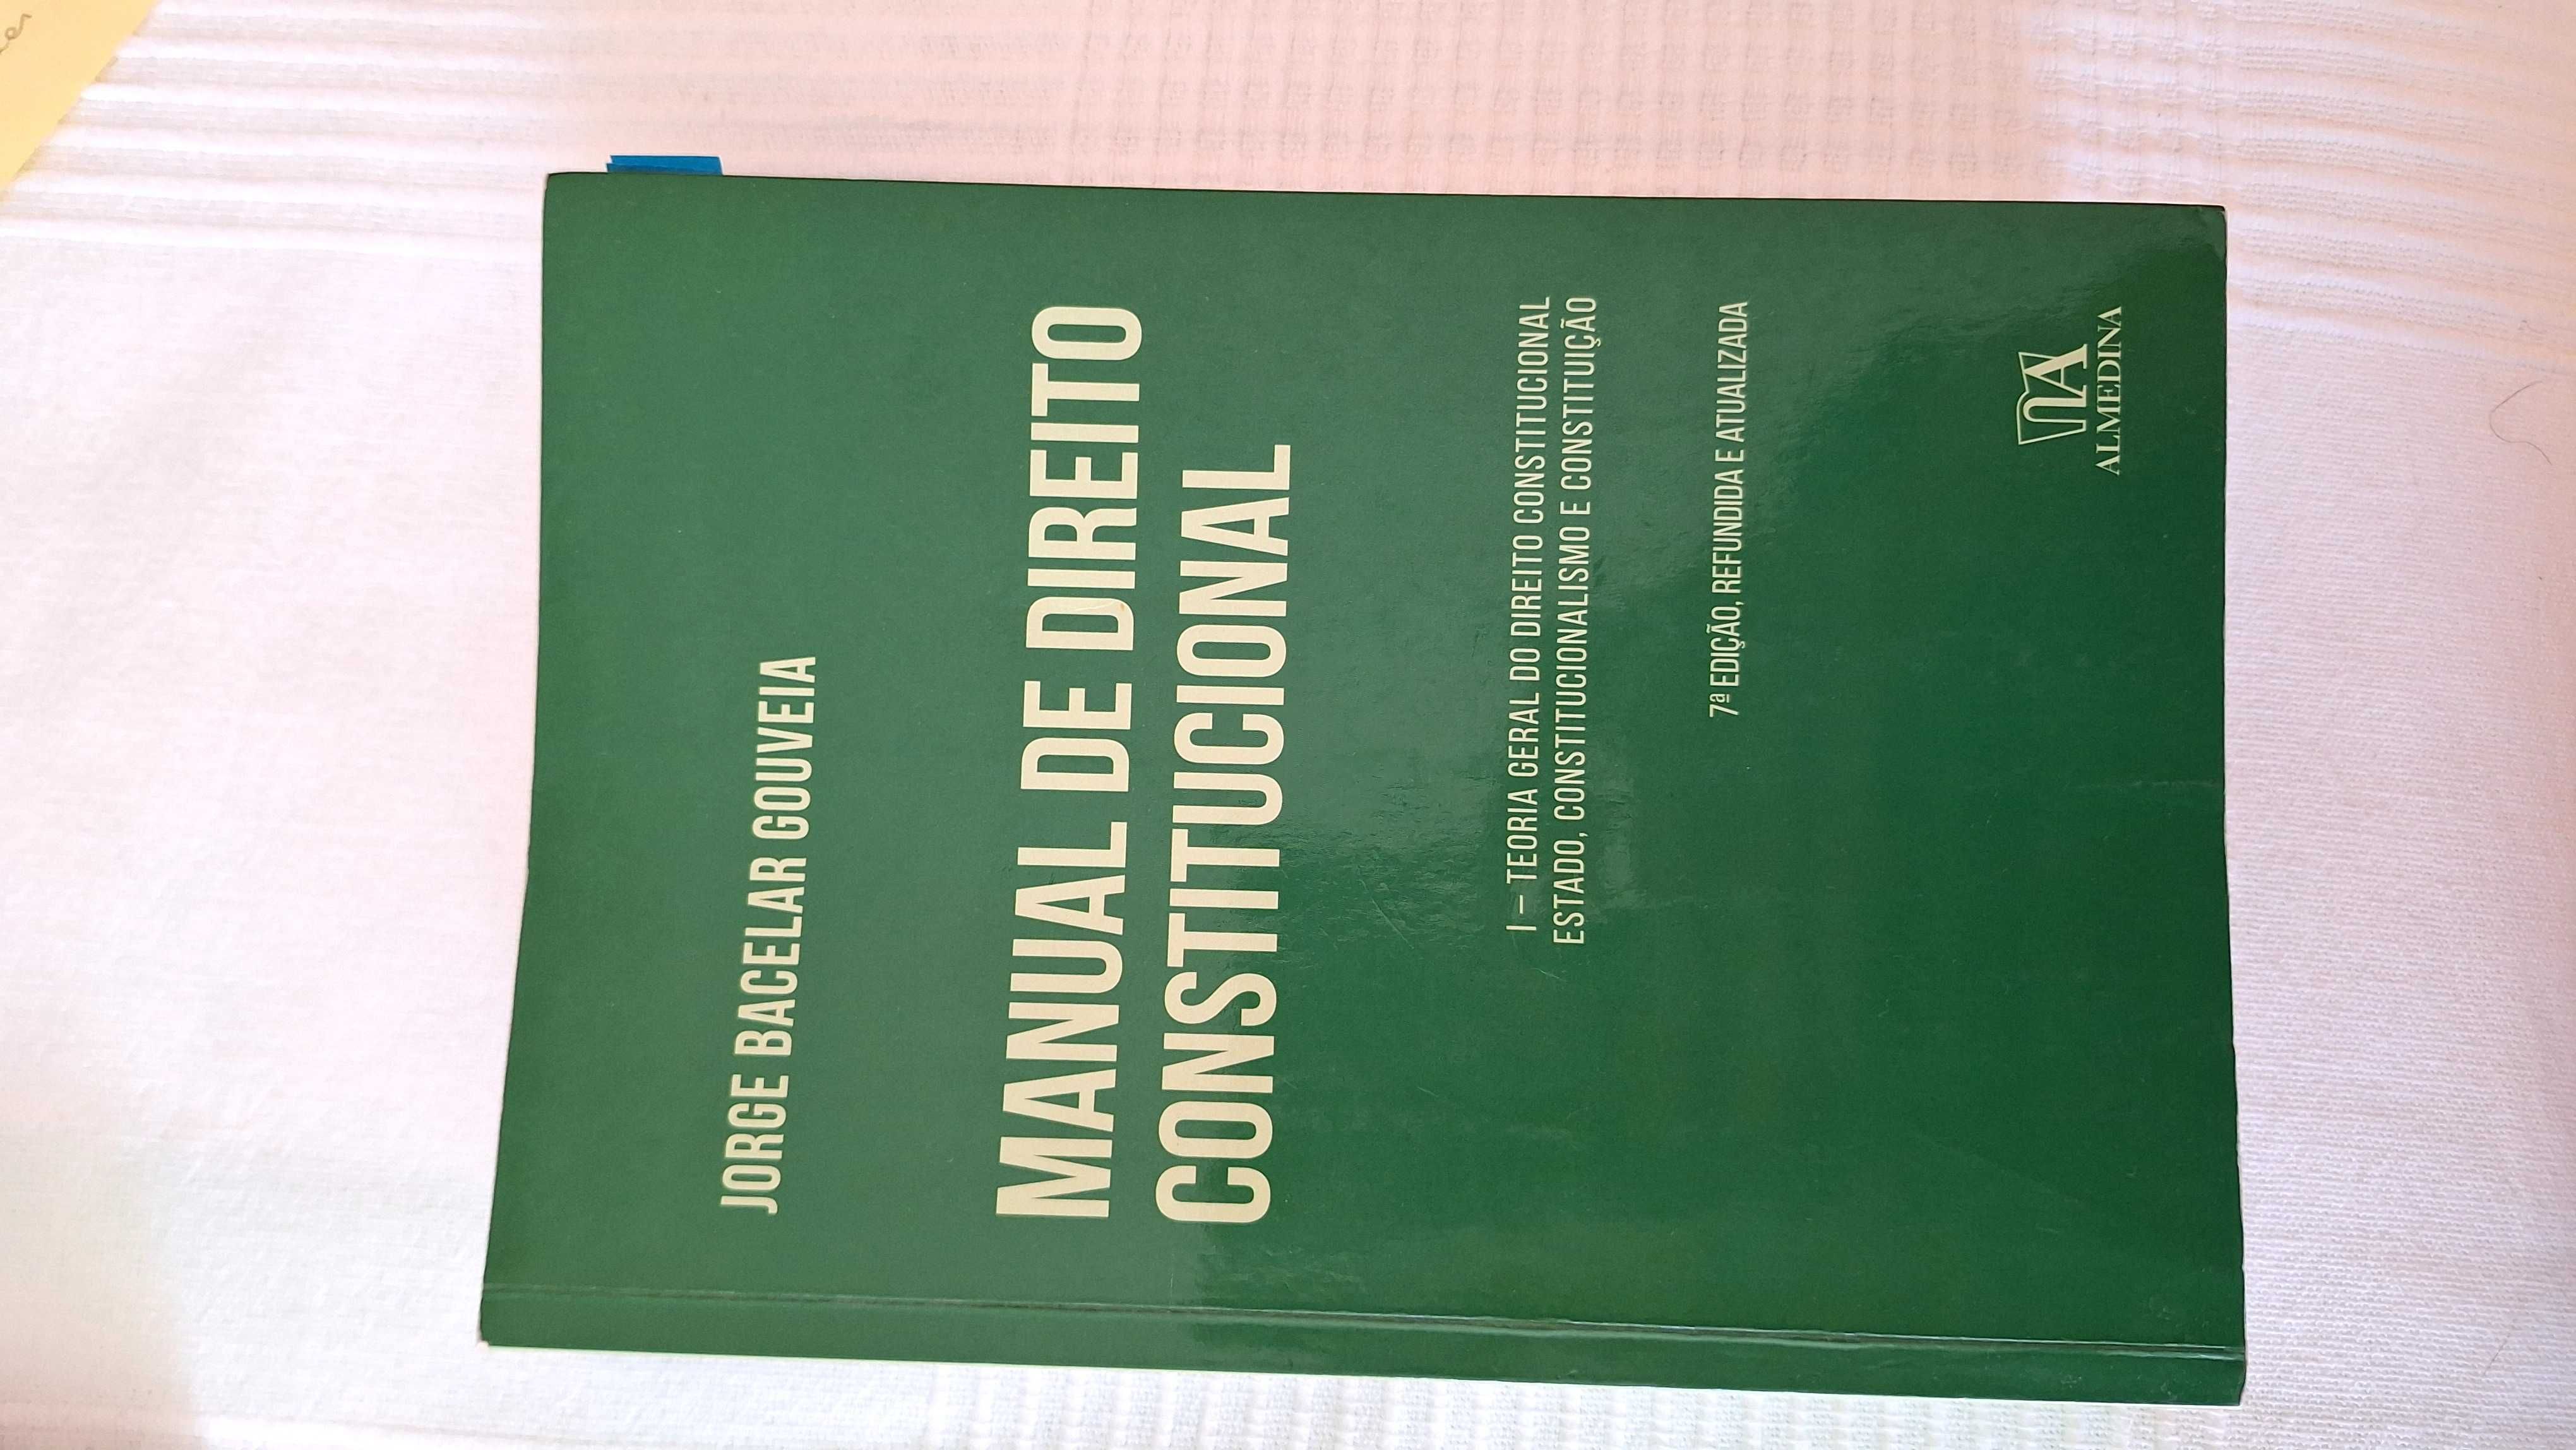 JORGE BACELAR GOUVEIA
MANUAL DE DIREITO
CONSTITUCIONAL
I – TEORIA GERAL DO DIREITO CONSTITUCIONAL
ESTADO, CONSTITUCIONALISMO E CONSTITUIÇÃO
7ª EDIÇÃO, REFUNDIDA E ATUALIZADA
ALMEDINA